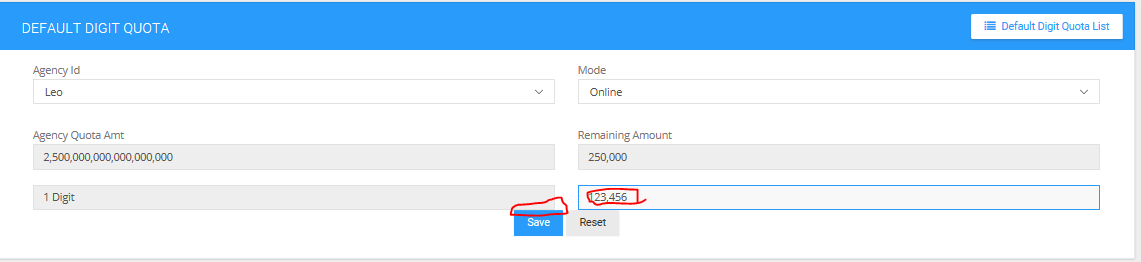 DEFAULT DIGIT QUOTA
Default Digit Quota List
Agency Id
Mode
Leo
Online
Agency Quota Amt
Remaining Amount
2,500,000,000,000,000,000
250,000
1 Digit
123,456
Save
Reset